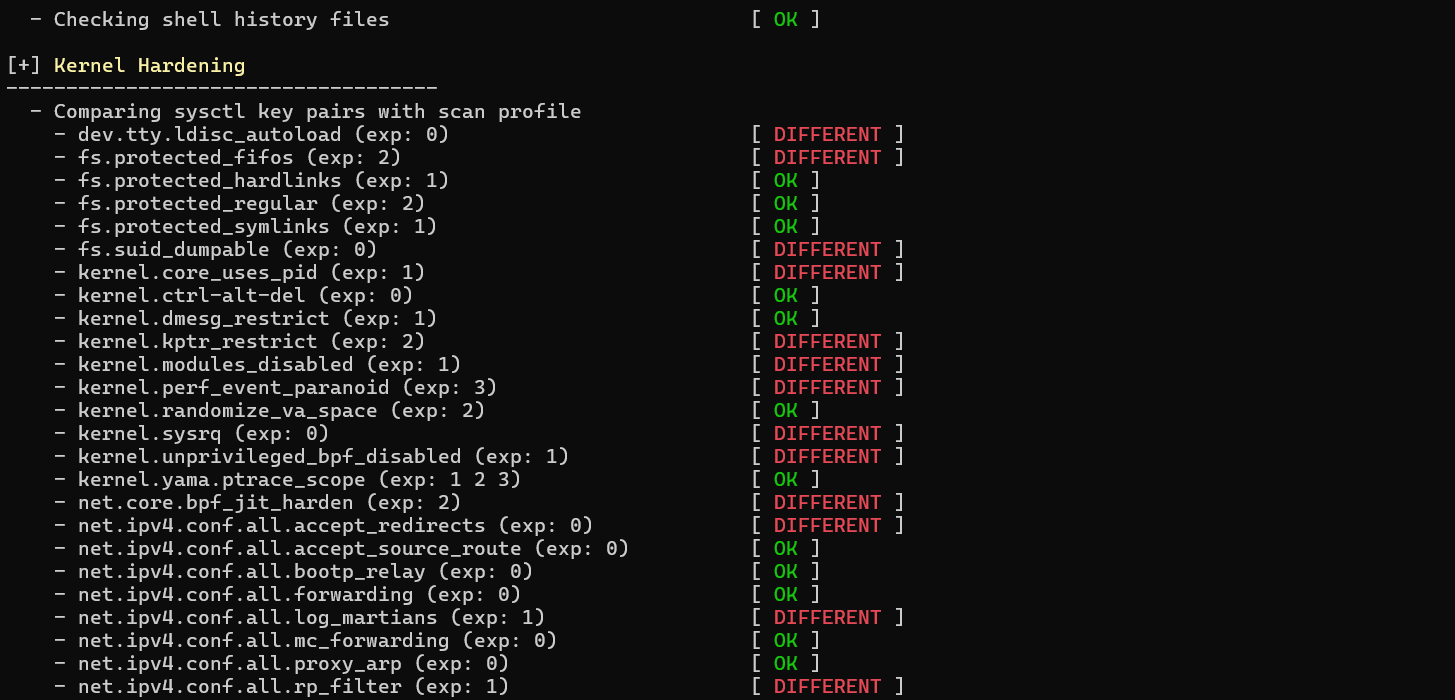 - Checking shell history files [ OK ]
[+] Kernel Hardening
------------------------------------
- Comparing sysctl key pairs with scan profile
- dev.tty.ldisc_autoload (exp: 0) [ DIFFERENT ]
- fs.protected_fifos (exp: 2) [ DIFFERENT ]
- fs.protected_hardlinks (exp: 1) [ OK ]
- fs.protected_regular (exp: 2) [ OK ]
- fs.protected_symlinks (exp: 1) [ OK ]
- fs.suid_dumpable (exp: 0) [ DIFFERENT ]
- kernel.core_uses_pid (exp: 1) [ DIFFERENT ]
- kernel.ctrl-alt-del (exp: 0) [ OK ]
- kernel.dmesg_restrict (exp: 1) [ OK ]
- kernel.kptr_restrict (exp: 2) [ DIFFERENT ]
- kernel.modules_disabled (exp: 1) [ DIFFERENT ]
- kernel.perf_event_paranoid (exp: 3) [ DIFFERENT ]
- kernel.randomize_va_space (exp: 2) [ OK ]
- kernel.sysrq (exp: 0) [ DIFFERENT ]
- kernel.unprivileged_bpf_disabled (exp: 1) [ DIFFERENT ]
- kernel.yama.ptrace_scope (exp: 1 2 3) [ OK ]
- net.core.bpf_jit_harden (exp: 2) [ DIFFERENT ]
- net.ipv4.conf.all.accept_redirects (exp: 0) [ DIFFERENT ]
- net.ipv4.conf.all.accept_source_route (exp: 0) [ OK ]
- net.ipv4.conf.all.bootp_relay (exp: 0) [ OK ]
- net.ipv4.conf.all.forwarding (exp: 0) [ OK ]
- net.ipv4.conf.all.log_martians (exp: 1) [ DIFFERENT ]
- net.ipv4.conf.all.mc_forwarding (exp: 0) [ OK ]
- net.ipv4.conf.all.proxy_arp (exp: 0) [ OK ]
- net.ipv4.conf.all.rp_filter (exp: 1) [ DIFFERENT ]